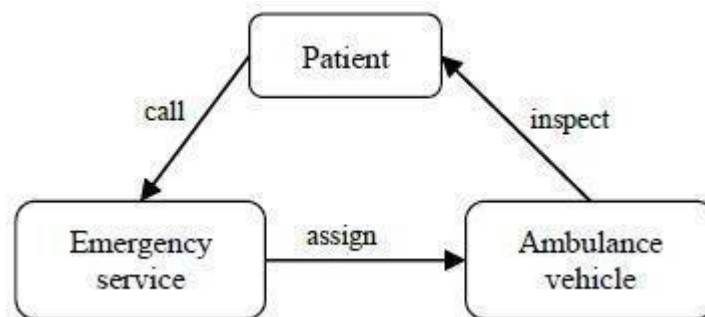 Patient
call
inspect
Emergency
service
assign
Ambulance
vehicle